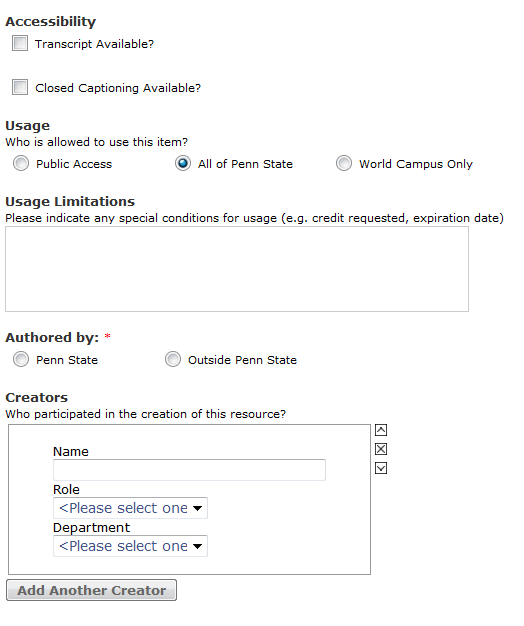 Accessibility
Transcript Available?
Closed Captioning Available?
Usage
Who is allowed to use this item?
Public Access All of Penn State World Campus Only
Usage Limitations
Please indicate any special conditions for usage (e.g. credit requested, expiration date)
Authored by: *
Penn State Outside Penn State
Creators
Who participated in the creation of this resource?
Name
Role
<Please select one
Department
<Please select one
Add Another Creator